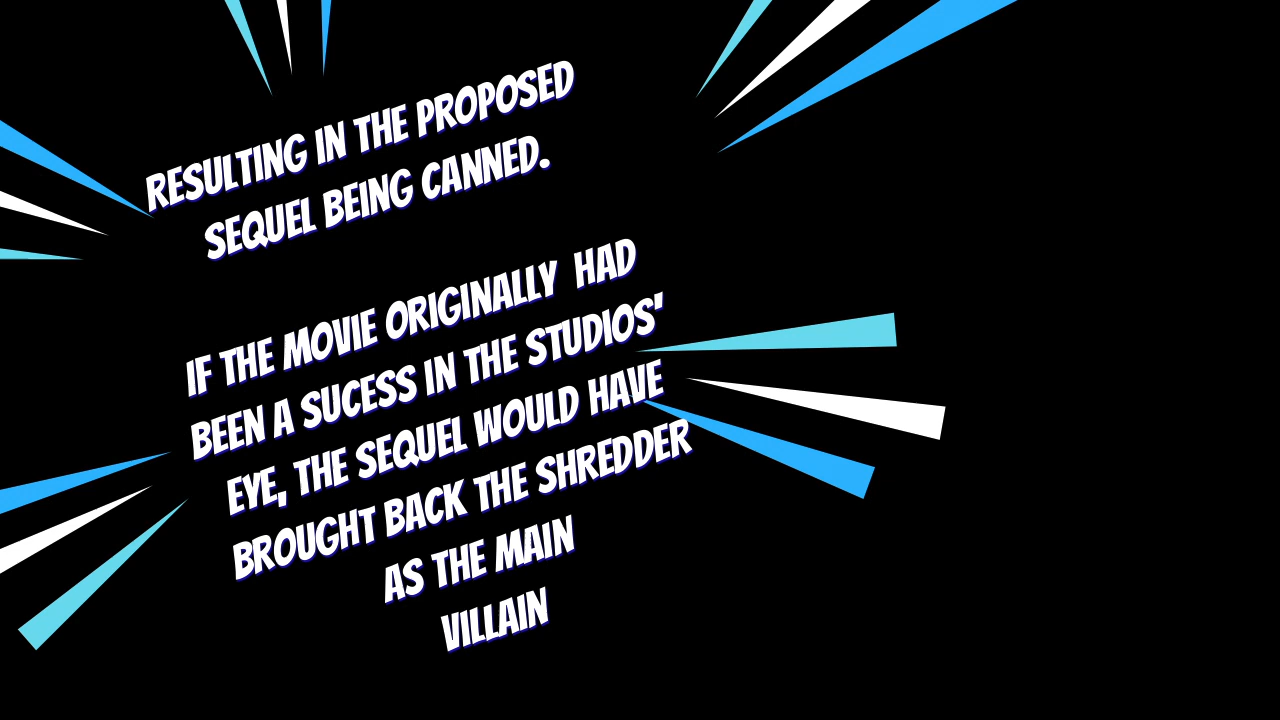 RESULTING IN THE PROPOSED
SEQUEL BEING CANNED.
IF THE MOVIE ORIGINALLY HAD
BEEN A SUCESS IN THE STUDIOS'
EYE, THE SEQUEL WOULD HAVE
BROUGHT BACK THE SHREDDER
AS THE MAIN
VILLAIN